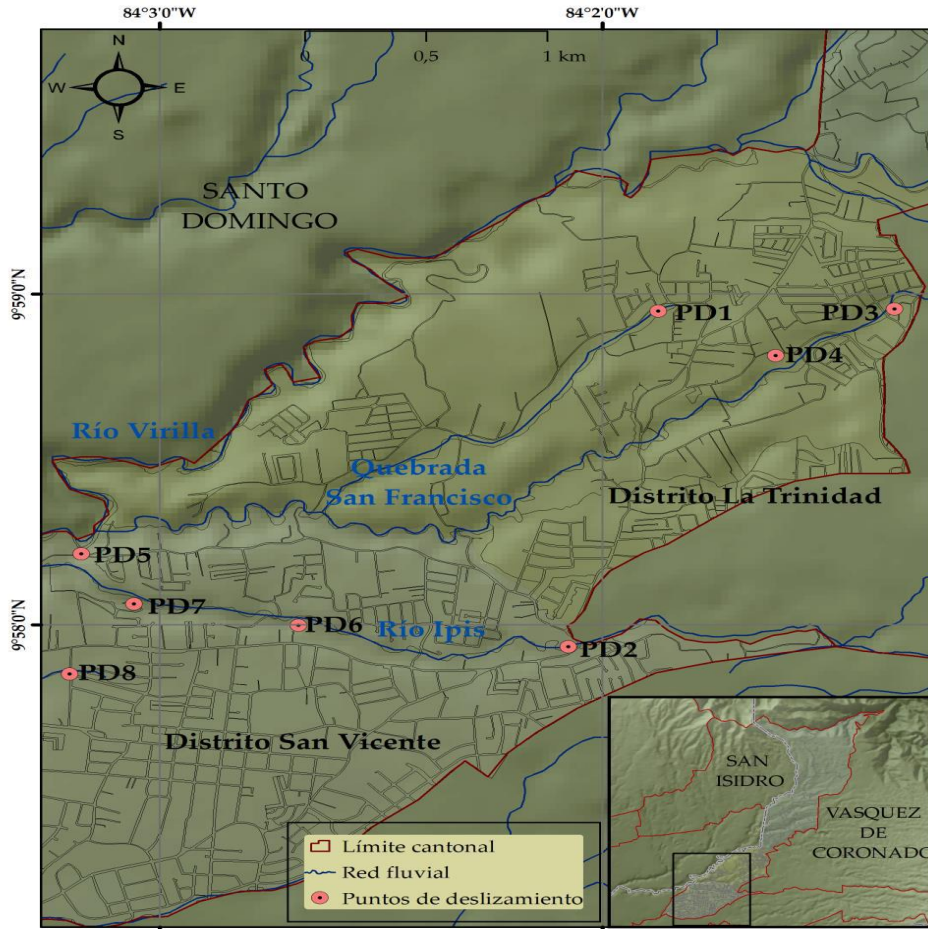 84°3'0"W
84°2'0"W
N
W
E
S
0
0,5
1 km
SANTO
DOMINGO
9°59'0"N
PD1
PD3
PD4
Río Virilla
Quebrada
San Francisco
Distrito La Trinidad
PD5
PD7
PD6
9°58'0"N
Río Ipis
PD2
PD8
Distrito San Vicente
SAN
ISIDRO
VASQUEZ
DE
CORONADO
Límite cantonal
Red fluvial
Puntos de deslizamiento